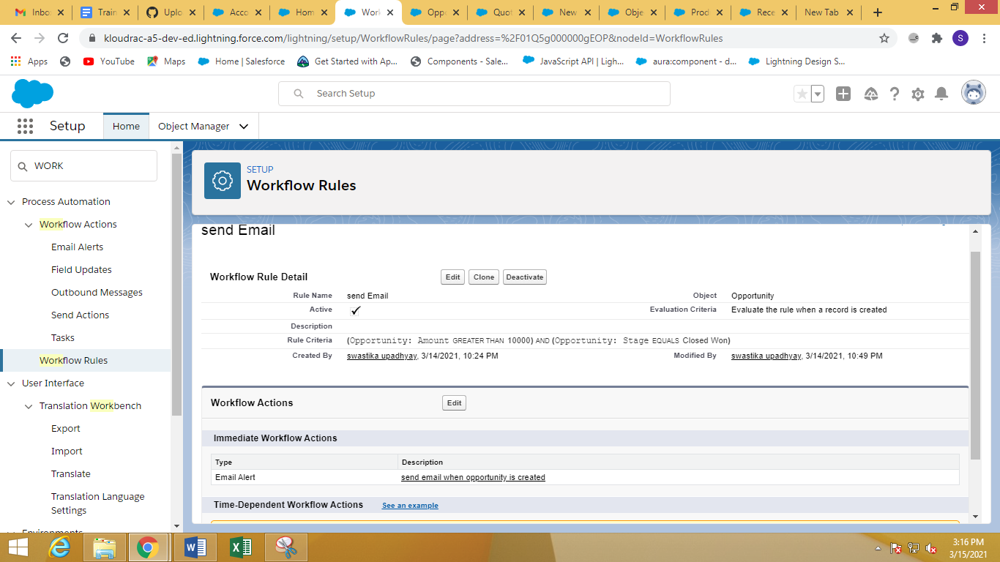 Inbo
Train
Uplo
Acco
Hom
Work
Oppo
Quot
New
Obje
Prod
Rece
New Tab
kloudrac-a5-dev-ed.lightning.force.com/lightning/setup/WorkflowRules/page?address=%2F01Q5g000000gEOP&nodeId=WorkflowRules
S
Apps
YouTube
Maps
Home | Salesforce
Get Started with Ap...
Components - Sale...
JavaScript API | Ligh...
aura:component - d...
Lightning Design S...
Search Setup
Setup
Home
Object Manager
WORK
Process Automation
Workflow Actions
Email Alerts
Field Updates
Outbound Messages
Send Actions
Tasks
Workflow Rules
User Interface
Translation Workbench
Export
Import
Translate
Translation Language
Settings
Environments
SETUP
Workflow Rules
send Email
Workflow Rule Detail
Edit
Clone
Deactivate
Rule Name send Email
Object Opportunity
Active
Evaluation Criteria Evaluate the rule when a record is created
Description
Rule Criteria (Opportunity: Amount GREATER THAN 10000) AND (Opportunity: Stage EQUALS Closed Won)
Created By swastika upadhyay, 3/14/2021, 10:24 PM
Modified By swastika upadhyay, 3/14/2021, 10:49 PM
Workflow Actions
Edit
Immediate Workflow Actions
Type Description
Email Alert send email when opportunity is created
Time-Dependent Workflow Actions See an example
3:16 PM
3/15/2021